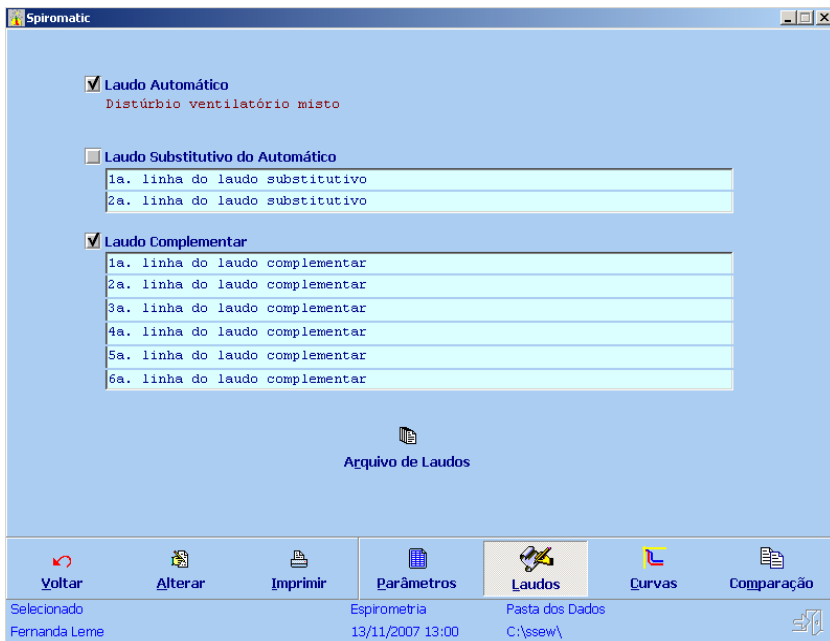 Spiromatic
Laudo Automático
Distúrbio ventilatório misto
Laudo Substitutivo do Automático
1a. linha do laudo substitutivo
2a. linha do laudo substitutivo
Laudo Complementar
1a. linha do laudo complementar
2a. linha do laudo complementar
3a. linha do laudo complementar
4a. linha do laudo complementar
5a. linha do laudo complementar
6a. linha do laudo complementar
Arquivo de Laudos
Voltar Alterar Imprimir Parâmetros Laudos Curvas Comparação
Selecionado Espirometria Pasta dos Dados
Fernanda Leme 13/11/2007 13:00 C:\ssew\